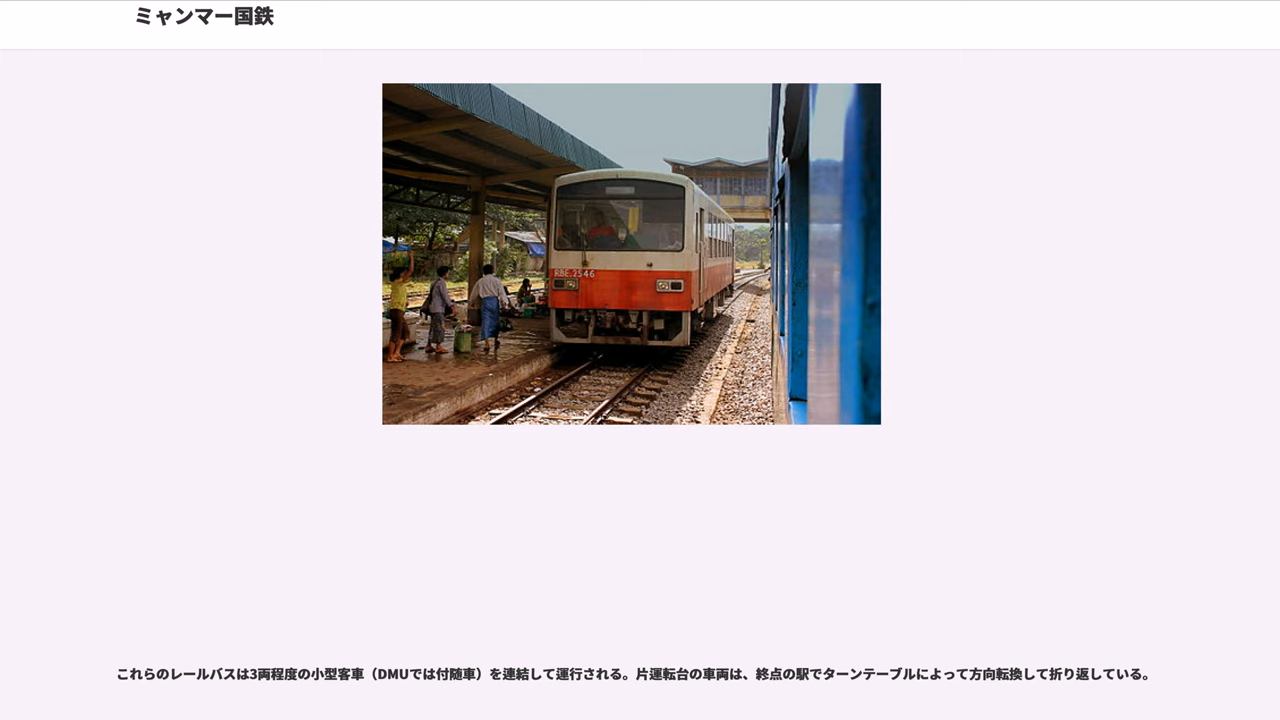 ミャンマー国鉄
RBE.2546
これらのレールバスは3両程度の小型客車（DMUでは付随車）を連結して運行される。片運転台の車両は、終点の駅でターンテーブルによって方向転換して折り返している。